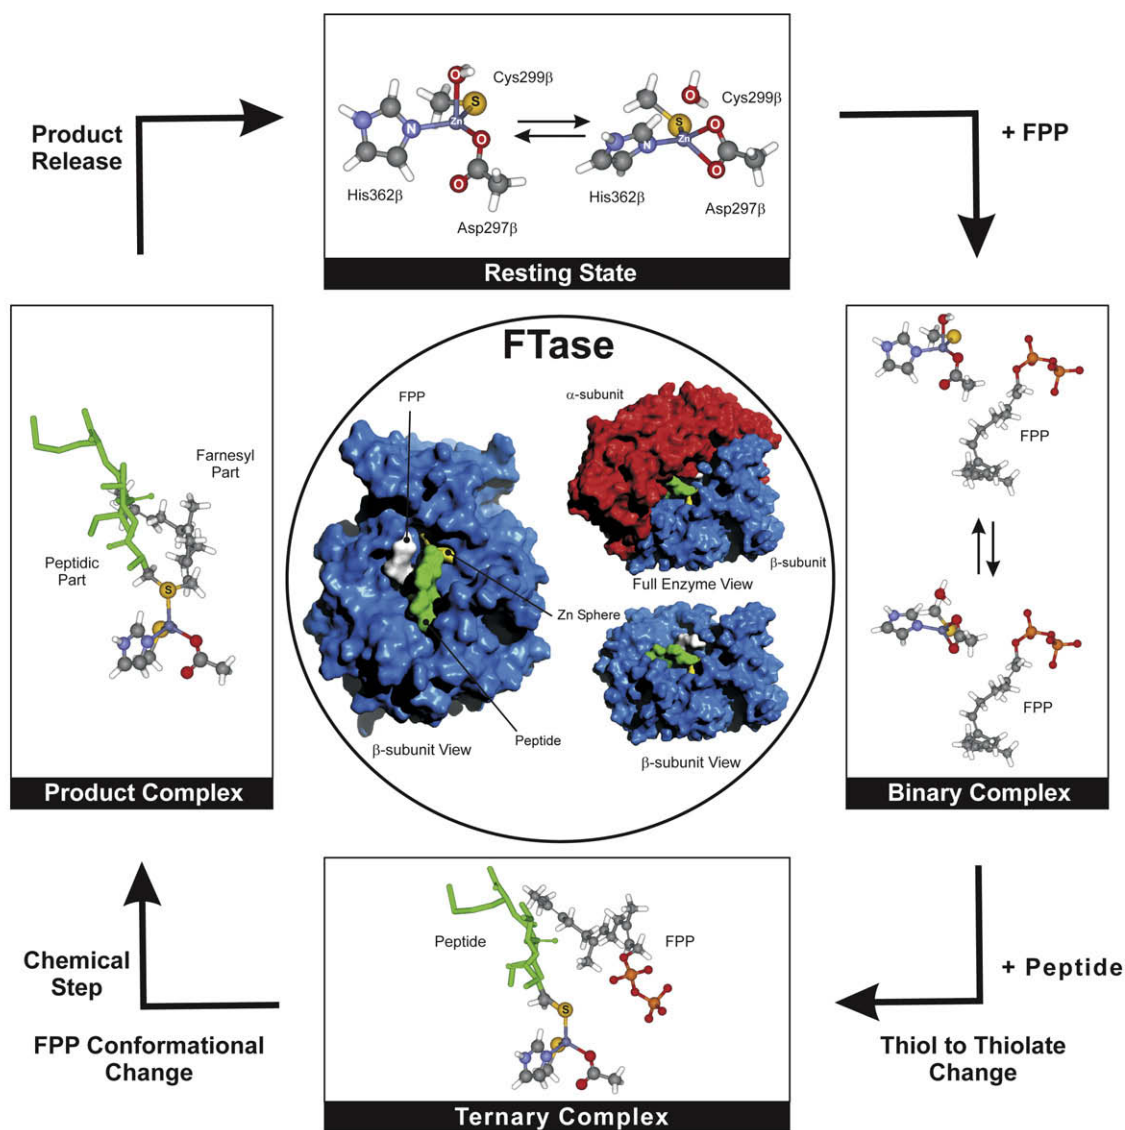 Cys299β
Cys299β
O
S
Zn
N
O
O
O
S
Zn
N
O
O
His362β
His362β
Asp297β
Asp297β
Resting State
Product
Release
+ FPP
FTase
FPP
α-subunit
β-subunit
Full Enzyme View
Zn Sphere
Peptide
β-subunit View
β-subunit View
Farnesyl
Part
Peptidic
Part
S
Product Complex
FPP
FPP
Binary Complex
Peptide
FPP
S
Ternary Complex
Chemical
Step
FPP Conformational
Change
+ Peptide
Thiol to Thiolate
Change